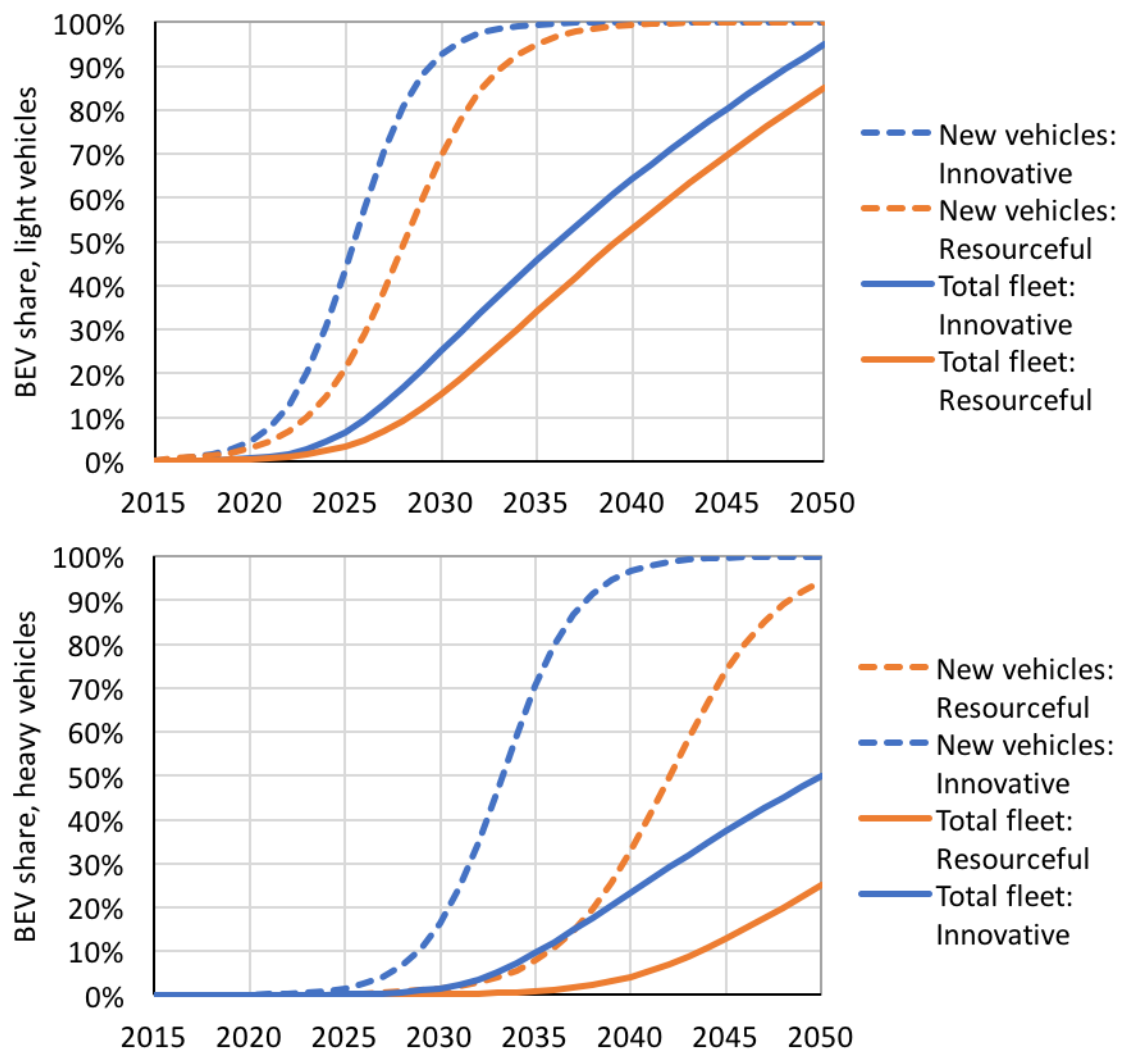 100%
90%
80%
70%
60%
50%
40%
30%
20%
10%
0%
BEV share, light vehicles
2015 2020 2025 2030 2035 2040 2045 2050
New vehicles:
Innovative
New vehicles:
Resourceful
Total fleet:
Innovative
Total fleet:
Resourceful
100%
90%
80%
70%
60%
50%
40%
30%
20%
10%
0%
BEV share, heavy vehicles
2015 2020 2025 2030 2035 2040 2045 2050
New vehicles:
Resourceful
New vehicles:
Innovative
Total fleet:
Resourceful
Total fleet:
Innovative